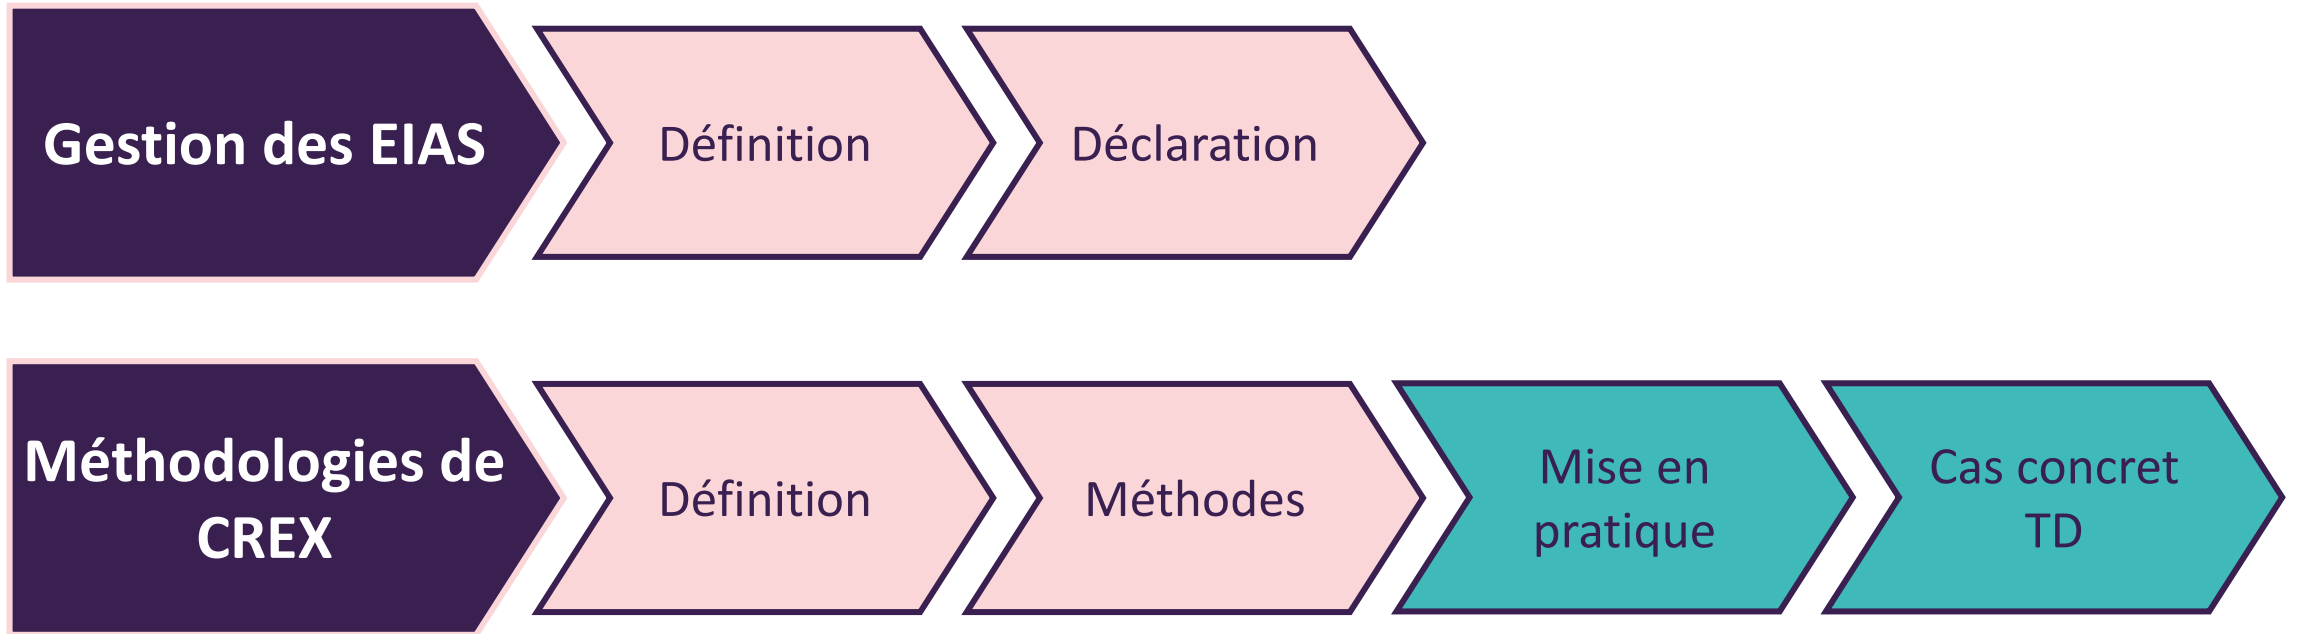 Gestion des EIAS
Définition
Déclaration
Méthodologies de
CREX
Définition
Méthodes
Mise en
pratique
Cas concret
TD